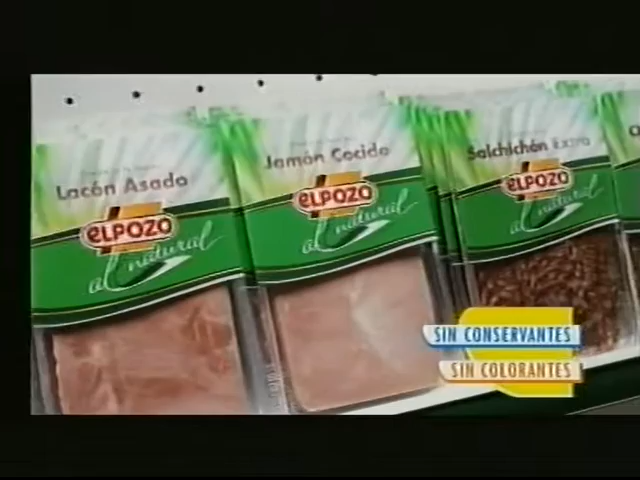 Lacón Asado
ELPOZO
al natural
Jamón Cocido
ELPOZO
al natural
Salchichón Extra
ELPOZO
al natural
SIN CONSERVANTES
SIN COLORANTES